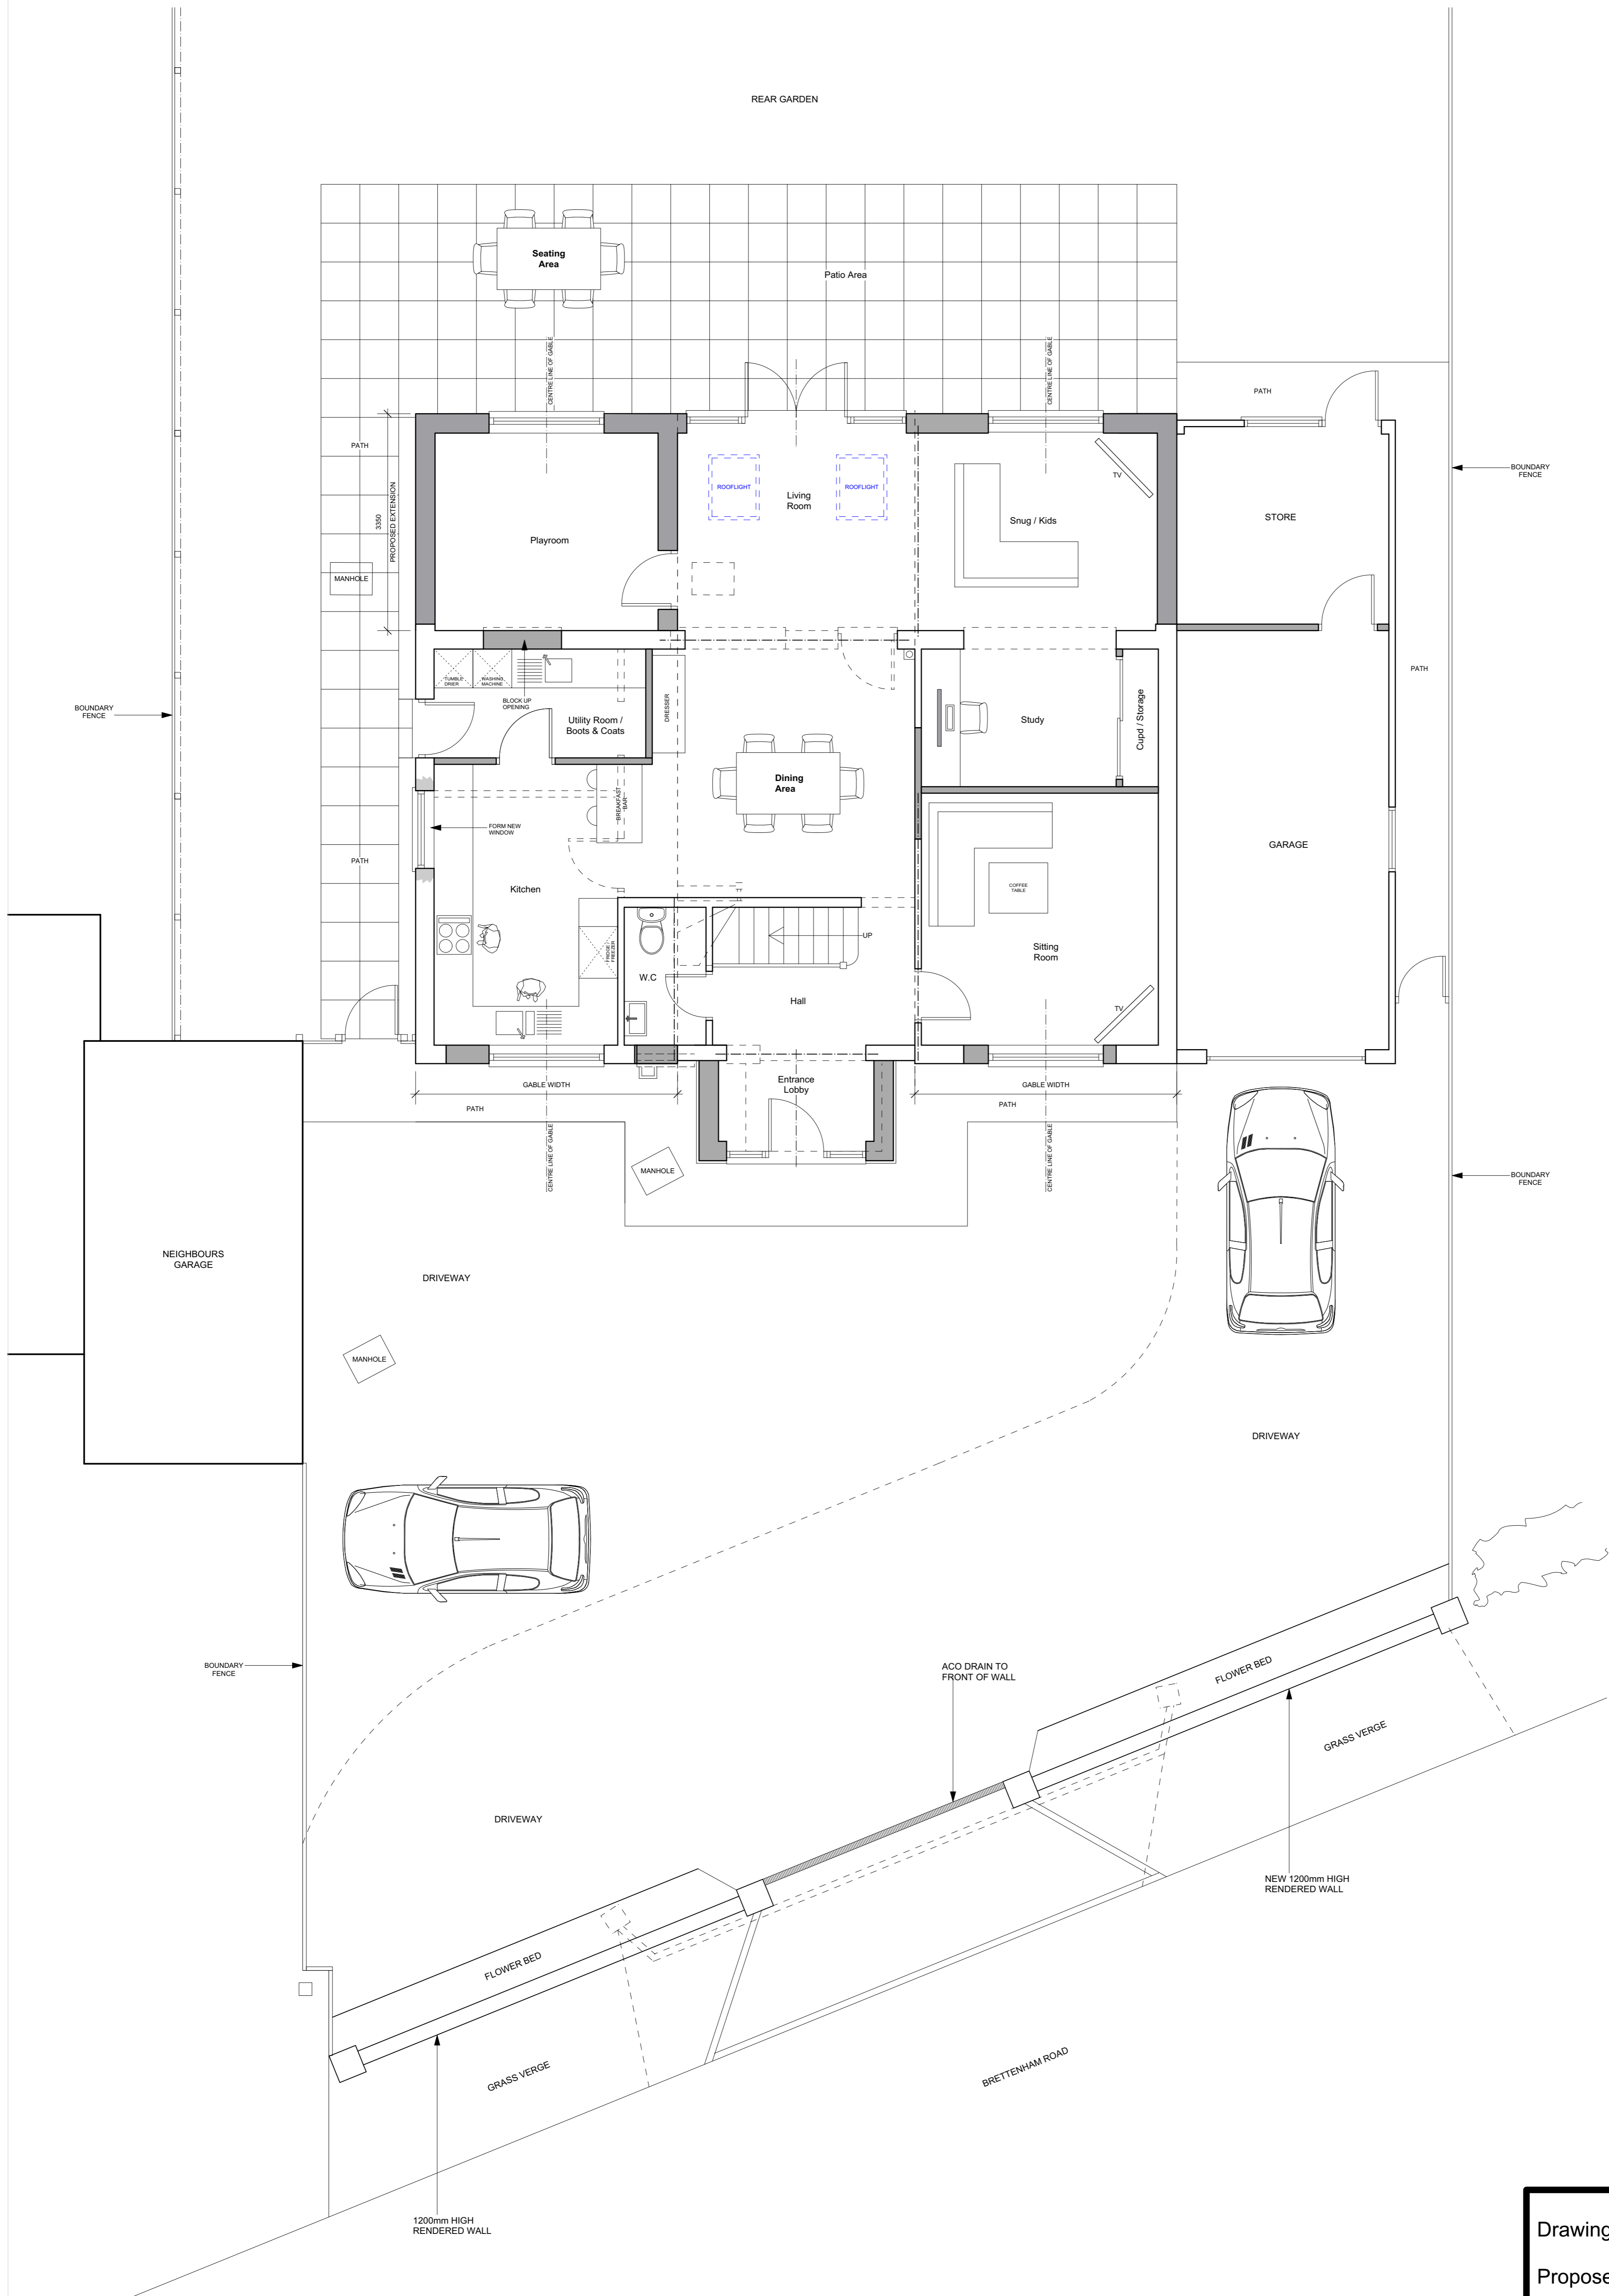 REAR GARDEN
Seating
Area
Patio Area
CENTRE LINE OF GABLE
CENTRE LINE OF GABLE
PATH
PATH
3350
PROPOSED EXTENSION
MANHOLE
Playroom
ROOFLIGHT
ROOFLIGHT
Living
Room
Snug / Kids
TV
STORE
BOUNDARY
FENCE
BOUNDARY
FENCE
TUMBLE
DRIER
WASHING
MACHINE
BLOCK UP
OPENING
Utility Room /
Boots & Coats
DRESSER
Study
Cupd / Storage
PATH
Dining
Area
BREAKFAST
BAR
FORM NEW
WINDOW
PATH
Kitchen
FRIDGE /
FREEZER
COFFEE
TABLE
GARAGE
UP
W.C
Sitting
Room
Hall
TV
Entrance
Lobby
GABLE WIDTH
GABLE WIDTH
PATH
PATH
CENTRE LINE OF GABLE
CENTRE LINE OF GABLE
MANHOLE
BOUNDARY
FENCE
NEIGHBOURS
GARAGE
DRIVEWAY
MANHOLE
DRIVEWAY
BOUNDARY
FENCE
ACO DRAIN TO
FRONT OF WALL
FLOWER BED
GRASS VERGE
DRIVEWAY
NEW 1200mm HIGH
RENDERED WALL
FLOWER BED
GRASS VERGE
BRETTENHAM ROAD
1200mm HIGH
RENDERED WALL
Drawing
Propose